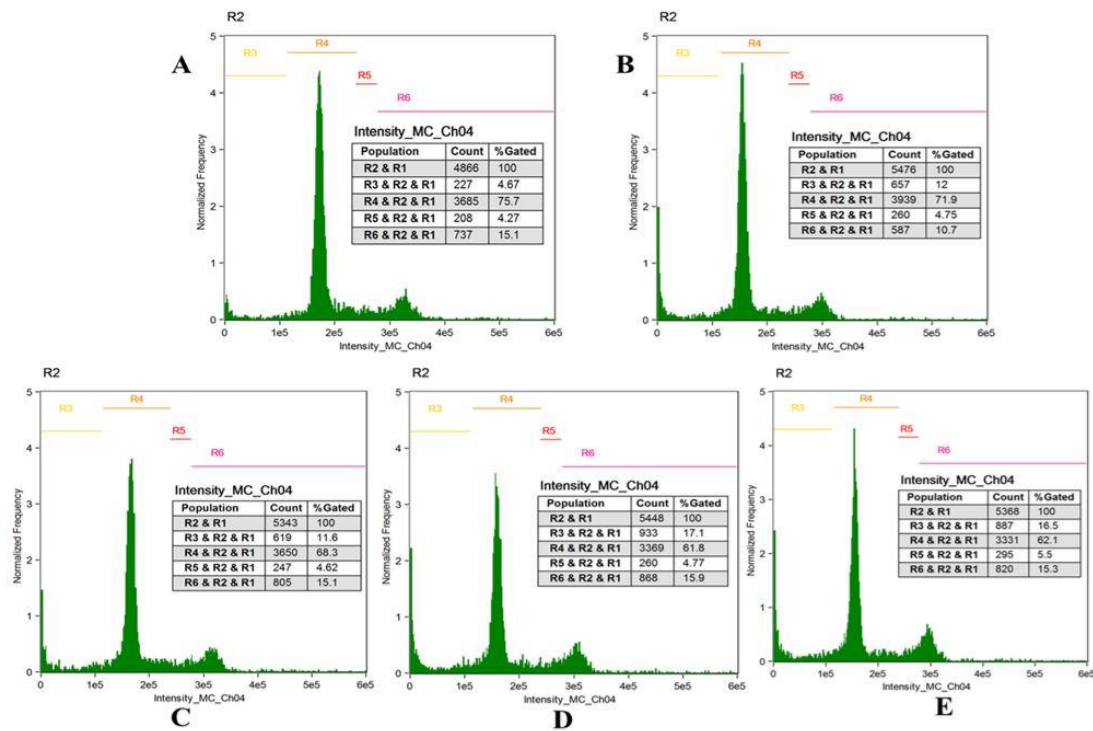 R2
A
R3
R4
R5
R6
Intensity_MC_Ch04
Population Count %Gated
R2 & R1 4866 100
R3 & R2 & R1 227 4.67
R4 & R2 & R1 3685 75.7
R5 & R2 & R1 208 4.27
R6 & R2 & R1 737 15.1
Normalized Frequency
5
4
3
2
1
0
0 1e5 2e5 3e5 4e5 5e5 6e5
Intensity_MC_Ch04
R2
B
R3
R4
R5
R6
Intensity_MC_Ch04
Population Count %Gated
R2 & R1 5476 100
R3 & R2 & R1 657 12
R4 & R2 & R1 3939 71.9
R5 & R2 & R1 260 4.75
R6 & R2 & R1 587 10.7
Normalized Frequency
5
4
3
2
1
0
0 1e5 2e5 3e5 4e5 5e5 6e5
Intensity_MC_Ch04
R2
R3
R4
R5
R6
Intensity_MC_Ch04
Population Count %Gated
R2 & R1 5343 100
R3 & R2 & R1 619 11.6
R4 & R2 & R1 3650 68.3
R5 & R2 & R1 247 4.62
R6 & R2 & R1 805 15.1
Normalized Frequency
5
4
3
2
1
0
0 1e5 2e5 3e5 4e5 5e5 6e5
Intensity_MC_Ch04
C
R2
R3
R4
R5
R6
Intensity_MC_Ch04
Population Count %Gated
R2 & R1 5448 100
R3 & R2 & R1 933 17.1
R4 & R2 & R1 3369 61.8
R5 & R2 & R1 260 4.77
R6 & R2 & R1 868 15.9
Normalized Frequency
5
4
3
2
1
0
0 1e5 2e5 3e5 4e5 5e5 6e5
Intensity_MC_Ch04
D
R2
R3
R4
R5
R6
Intensity_MC_Ch04
Population Count %Gated
R2 & R1 5368 100
R3 & R2 & R1 887 16.5
R4 & R2 & R1 3331 62.1
R5 & R2 & R1 295 5.5
R6 & R2 & R1 820 15.3
Normalized Frequency
5
4
3
2
1
0
0 1e5 2e5 3e5 4e5 5e5 6e5
Intensity_MC_Ch04
E